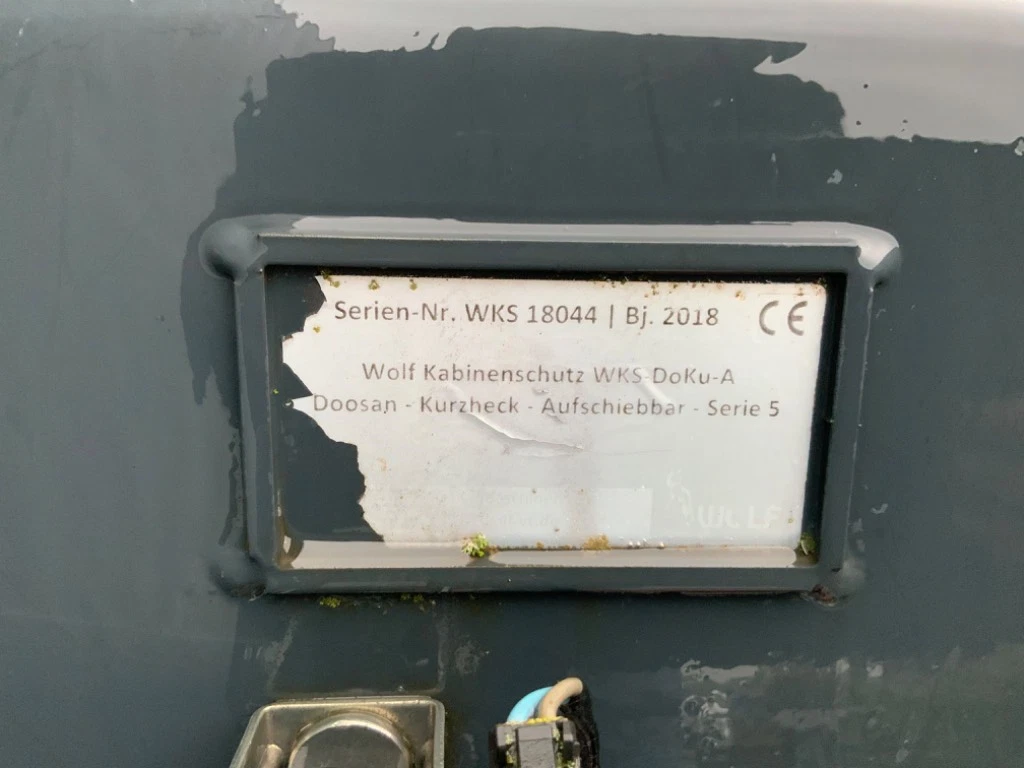 Serien-Nr. WKS 18044 | Bj. 2018 CE
Wolf Kabinenschutz WKS-DoKu-A
Doosan - Kurzheck - Aufschiebbar - Serie 5
WOLF